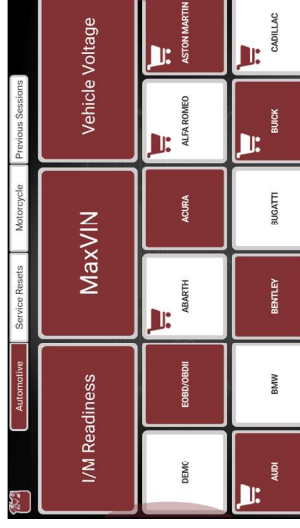 Automotive
Service Resets
Motorcycle
Previous Sessions
I/M Readiness
MaxVIN
Vehicle Voltage
DEMO
EOBD/OBDII
ABARTH
ACURA
ALFA ROMEO
ASTON MARTIN
AUDI
BMW
BENTLEY
BUGATTI
BUICK
CADILLAC